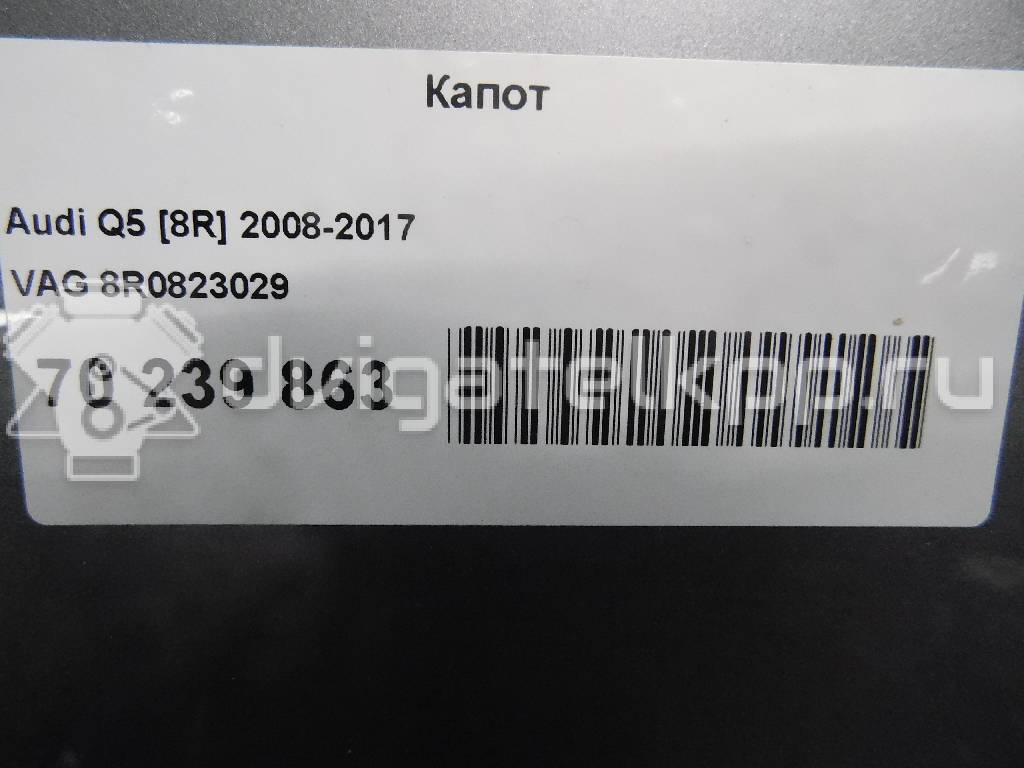 Капот
Audi Q5 [8R] 2008-2017
VAG 8R0823029
70 239 863
dvigatelkpp.ru